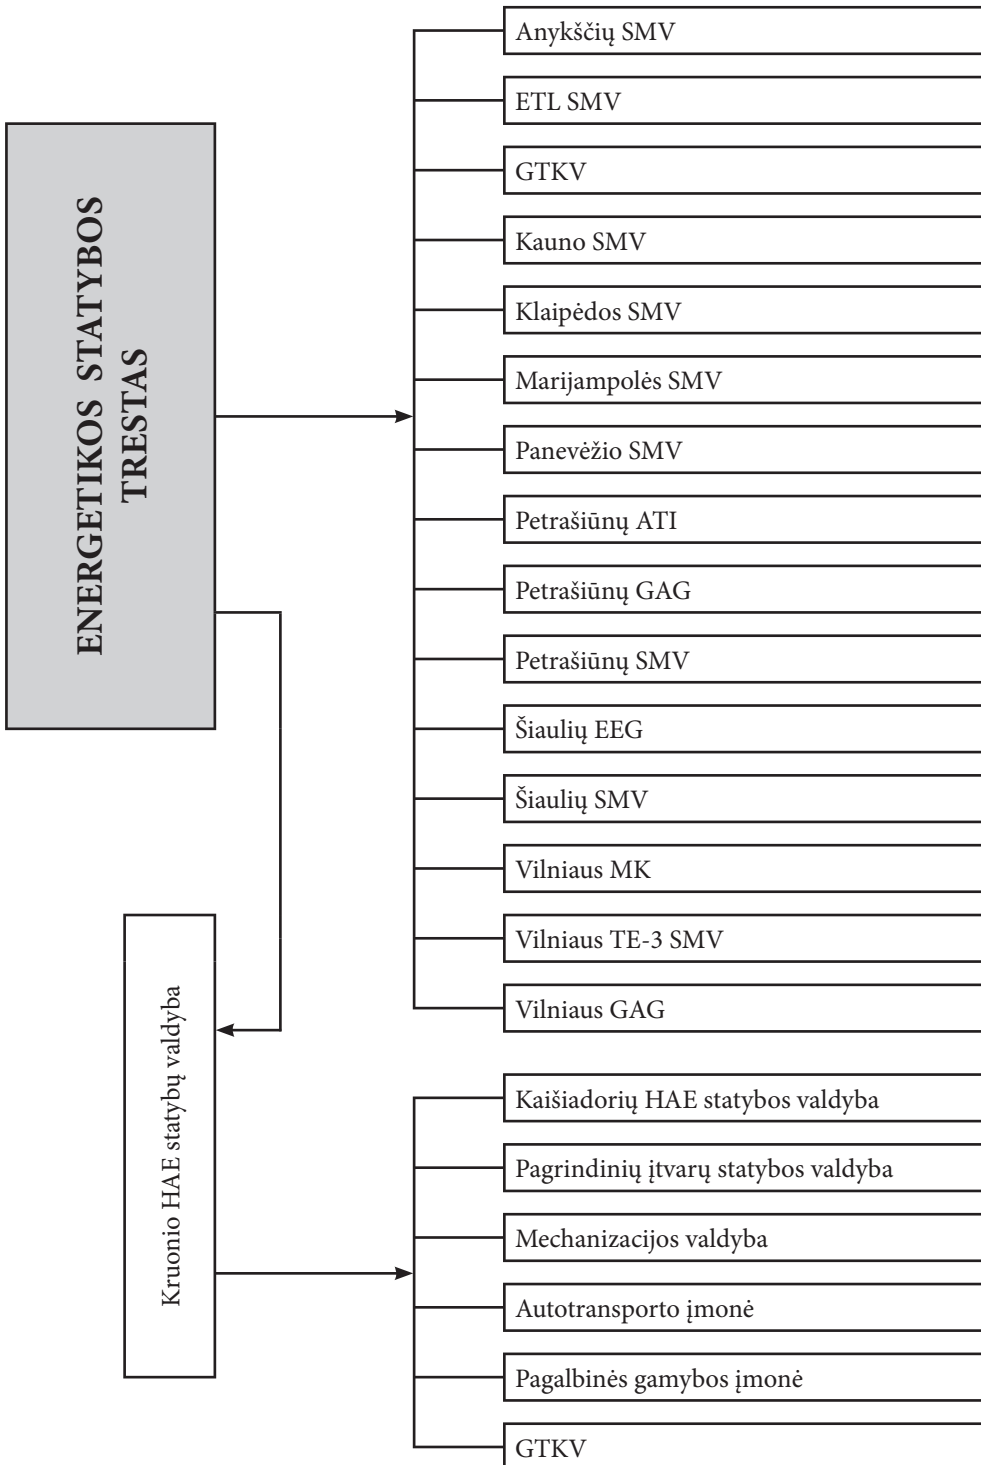 ENERGETIKOS STATYBOS
TRESTAS
Anykščių SMV
ETL SMV
GTKV
Kauno SMV
Klaipėdos SMV
Marijampolės SMV
Panevėžio SMV
Petrašiūnų ATI
Petrašiūnų GAG
Petrašiūnų SMV
Šiaulių EEG
Šiaulių SMV
Vilniaus MK
Vilniaus TE-3 SMV
Vilniaus GAG
Kruonio HAE statybų valdyba
Kaišiadorių HAE statybos valdyba
Pagrindinių įtvarų statybos valdyba
Mechanizacijos valdyba
Autotransporto įmonė
Pagalbinės gamybos įmonė
GTKV